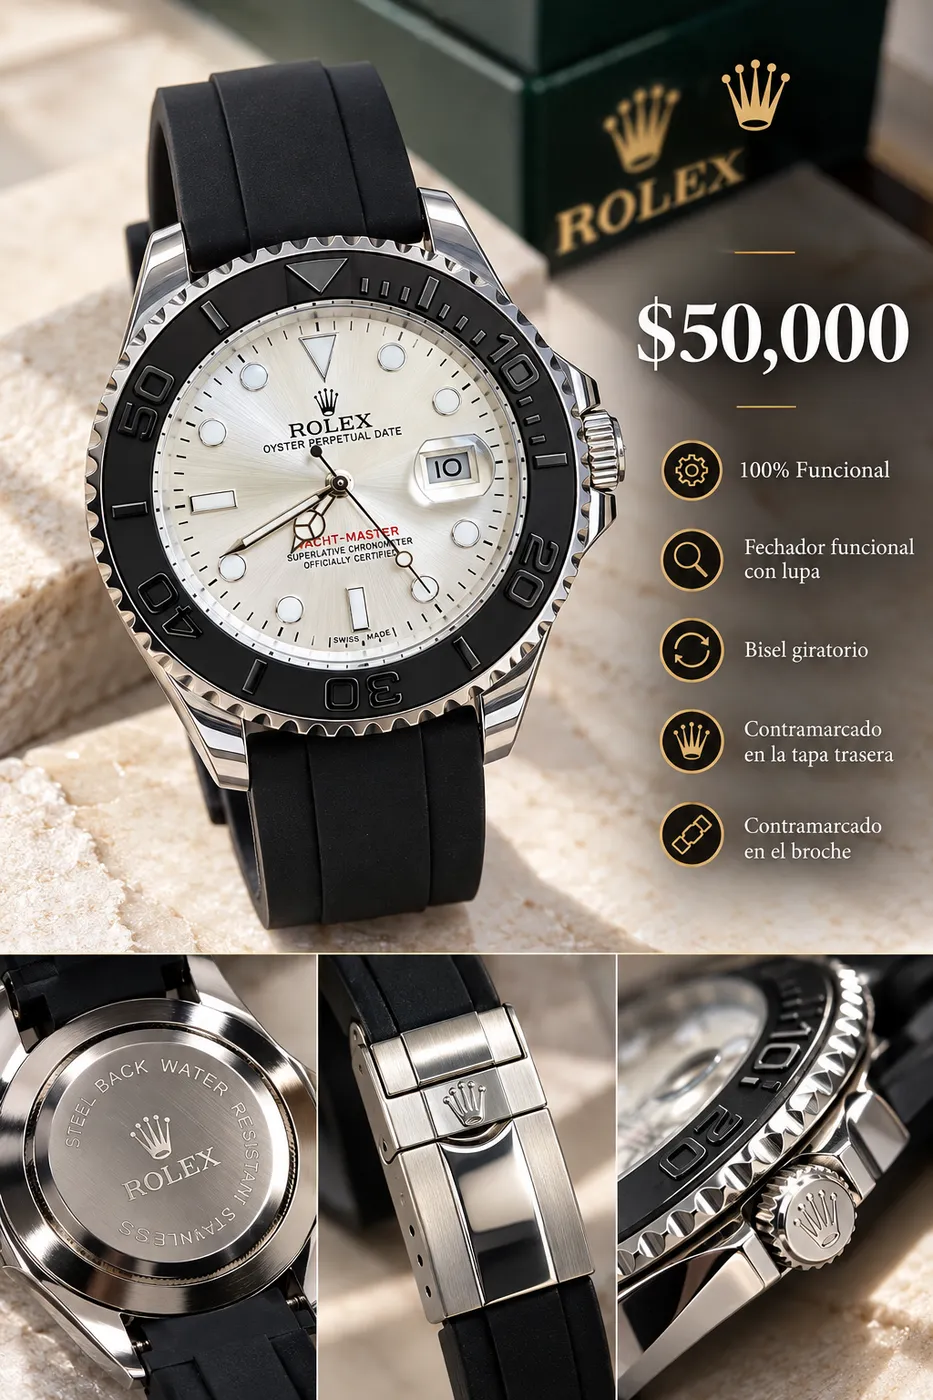 ROLEX
$50,000
100% Funcional
Fechador funcional
con lupa
Bisel giratorio
Contramarcado
en la tapa trasera
Contramarcado
en el broche
10
20
30
40
50
ROLEX
OYSTER PERPETUAL DATE
10
YACHT-MASTER
SUPERLATIVE CHRONOMETER
OFFICIALLY CERTIFIED
SWISS MADE
STEEL BACK WATER RESISTANT STAINLESS
ROLEX
10
20